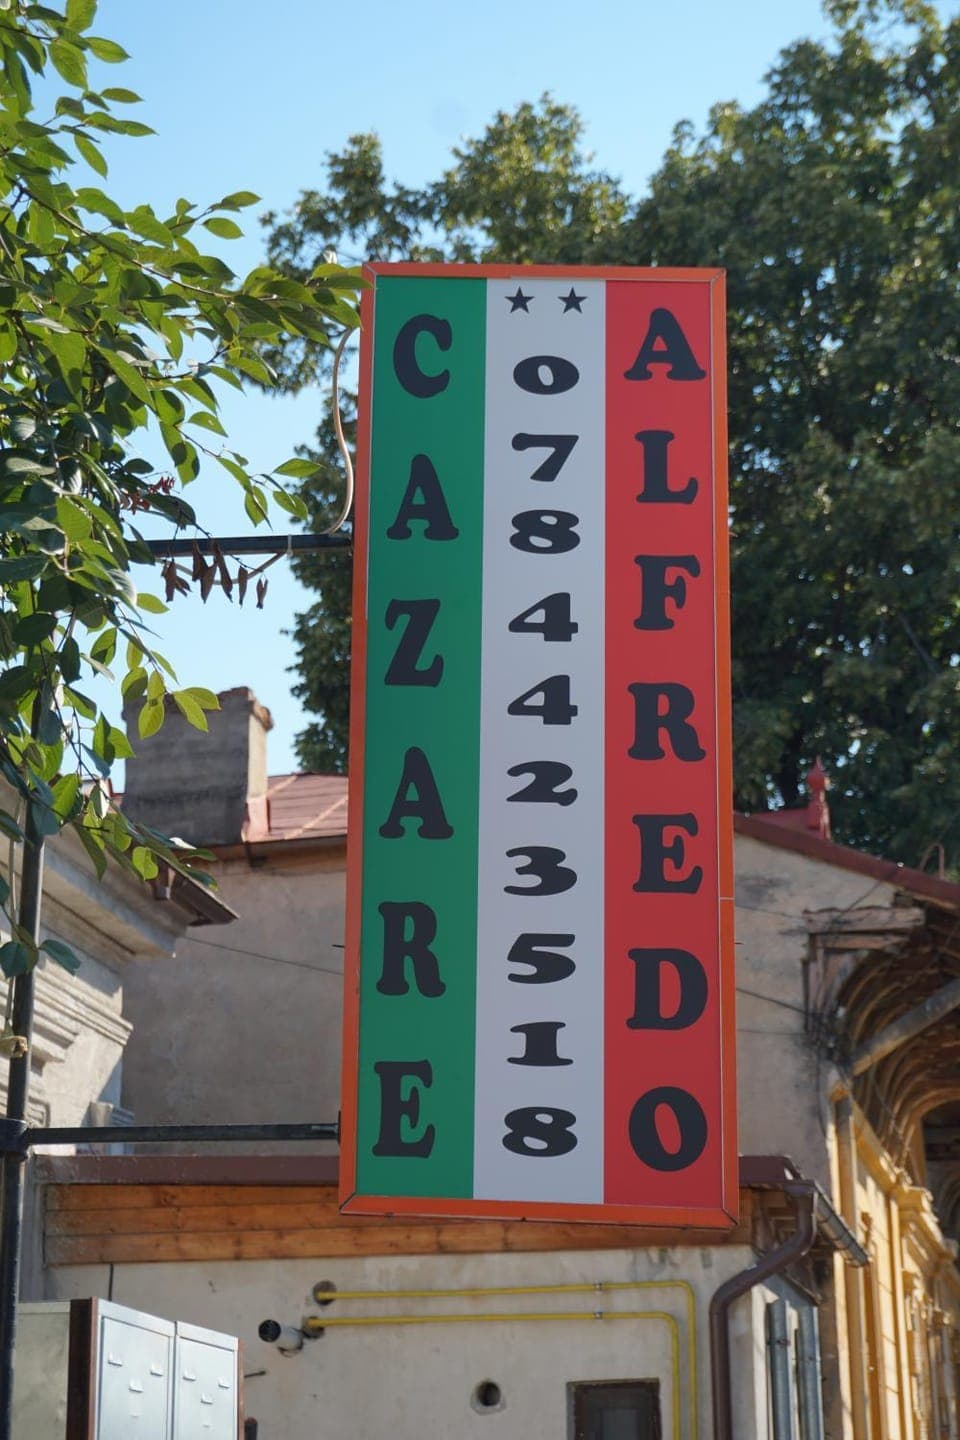 CAZARE
★ ★
0784423518
ALFREDO